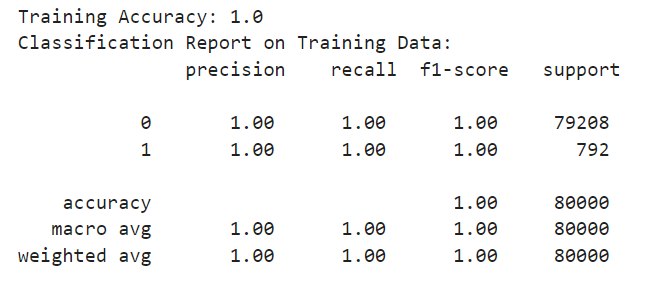 Training Accuracy: 1.0
Classification Report on Training Data:
precision recall f1-score support
0 1.00 1.00 1.00 79208
1 1.00 1.00 1.00 792
accuracy 1.00 80000
macro avg 1.00 1.00 1.00 80000
weighted avg 1.00 1.00 1.00 80000